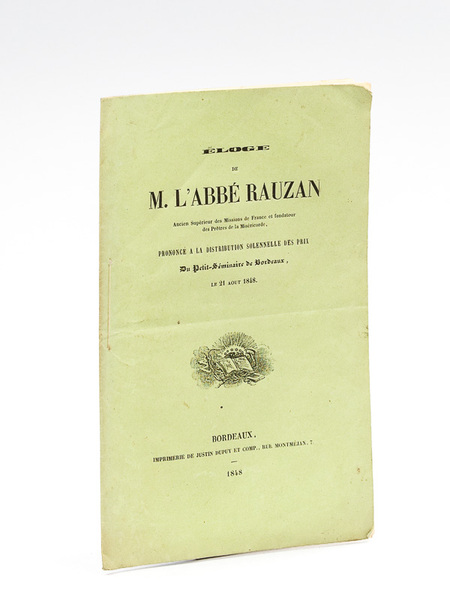 ÉLOGE
DE
M. L'ABBÉ RAUZAN
Ancien Supérieur des Missions de France et fondateur
des Prêtres de la Miséricorde,
PRONONCÉ A LA DISTRIBUTION SOLENNELLE DES PRIX
Du Petit-Séminaire de Bordeaux,
LE 21 AOUT 1848.
BORDEAUX,
IMPRIMERIE DE JUSTIN DUPUY ET COMP., RUE MONTMÉJAN, 7
1848